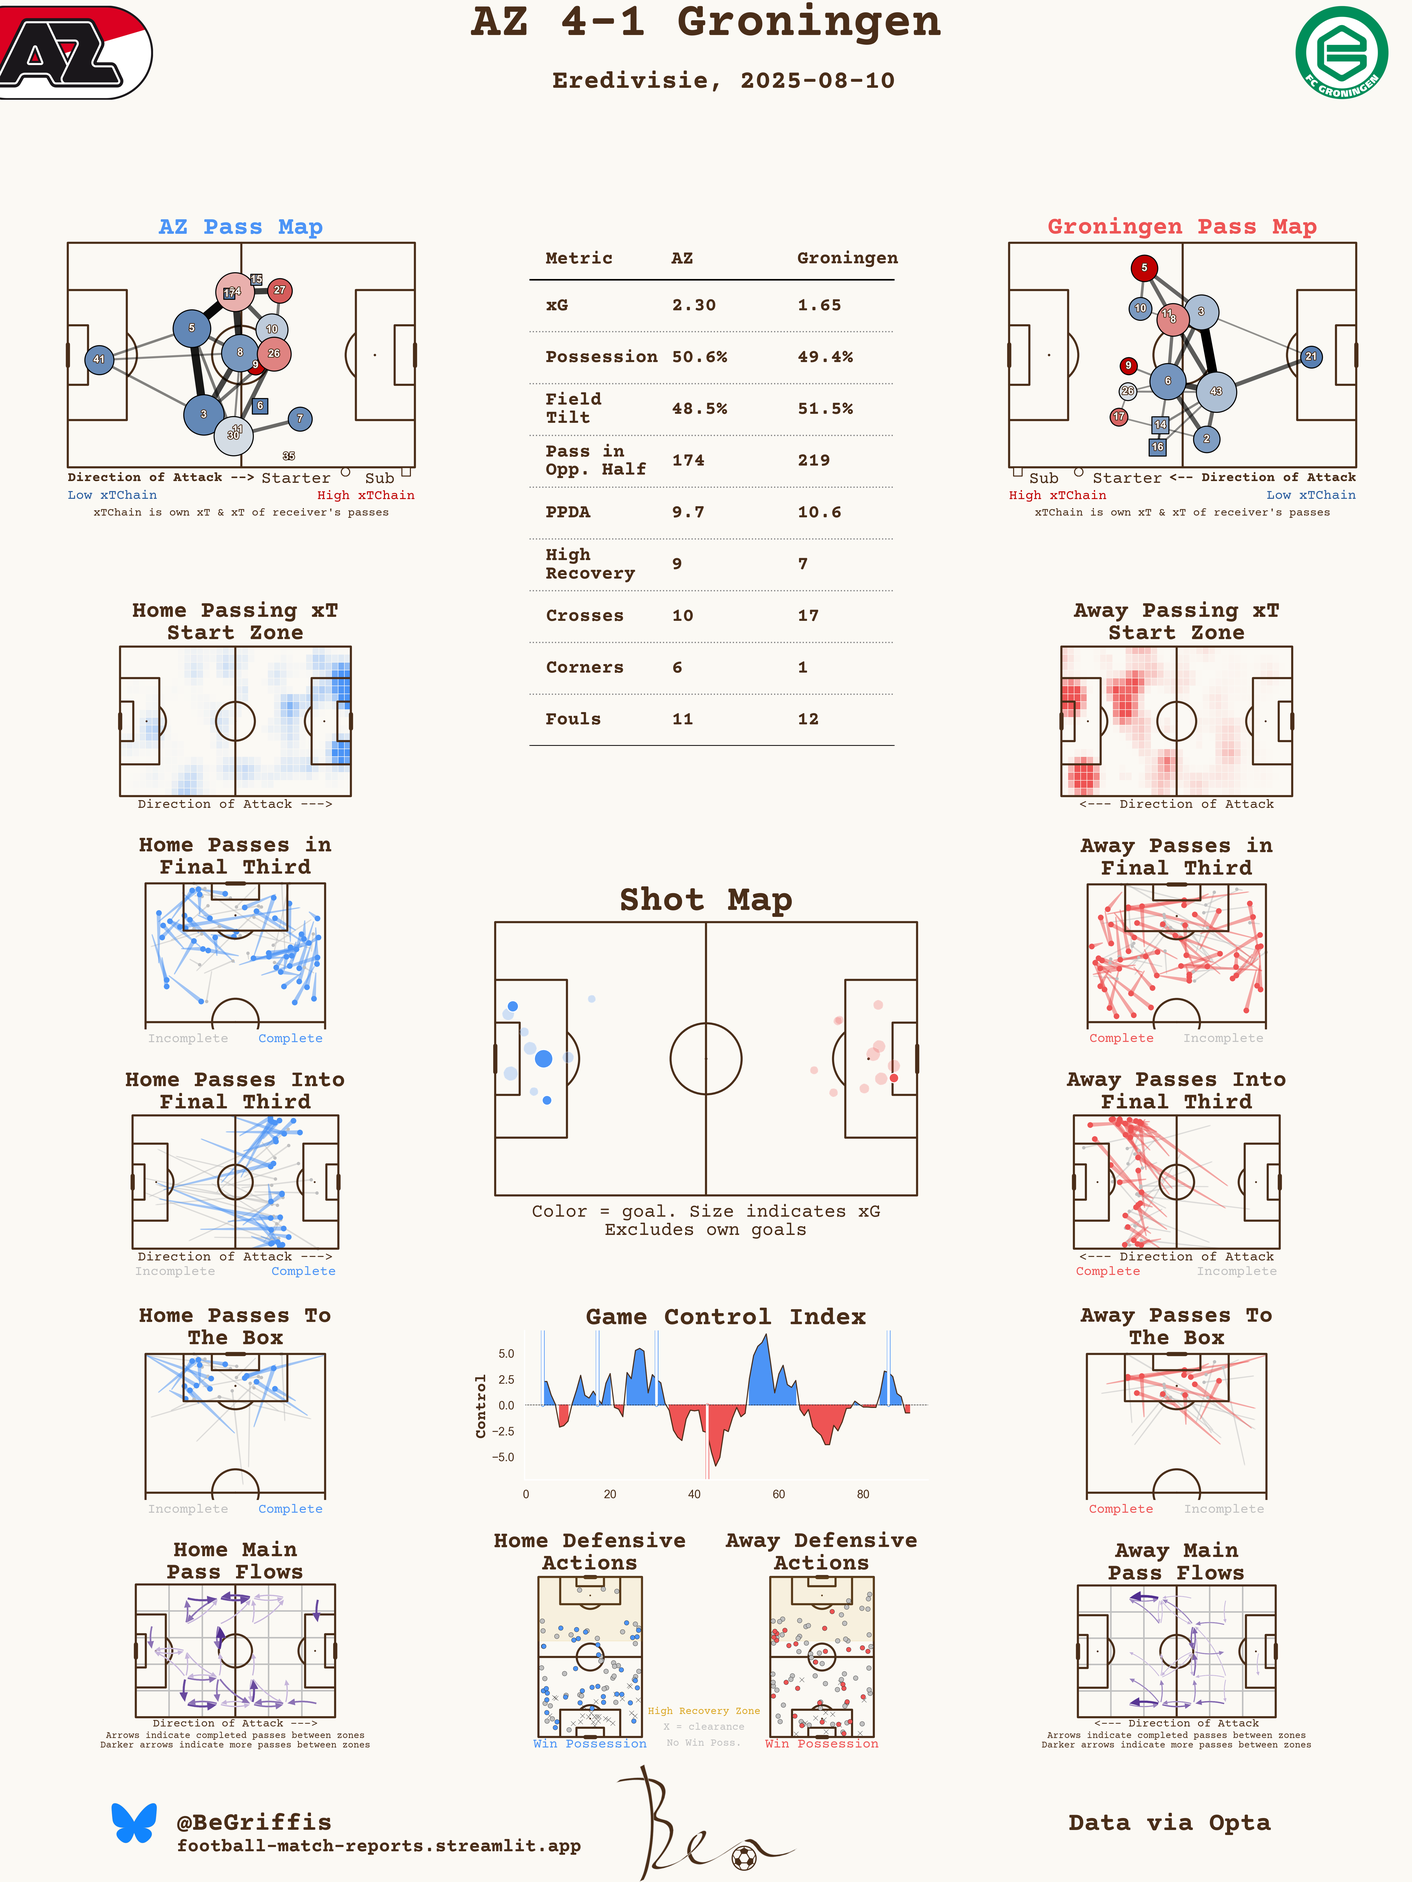 AZ 4-1 Groningen
Eredivisie, 2025-08-10
AZ
FC GRONINGEN
AZ Pass Map
15
17
24
27
5
10
8
26
41
9
3
6
7
11
30
35
Direction of Attack --> Starter Sub
Low xTChain High xTChain
xTChain is own xT & xT of receiver's passes
Metric AZ Groningen
xG 2.30 1.65
Possession 50.6% 49.4%
Field
Tilt 48.5% 51.5%
Pass in
Opp. Half 174 219
PPDA 9.7 10.6
High
Recovery 9 7
Crosses 10 17
Corners 6 1
Fouls 11 12
Groningen Pass Map
5
10
11
8
3
21
9
6
26
43
17
14
16
2
Sub Starter <-- Direction of Attack
High xTChain Low xTChain
xTChain is own xT & xT of receiver's passes
Home Passing xT
Start Zone
Direction of Attack --->
Away Passing xT
Start Zone
<--- Direction of Attack
Home Passes in
Final Third
Incomplete Complete
Away Passes in
Final Third
Complete Incomplete
Shot Map
Color = goal. Size indicates xG
Excludes own goals
Home Passes Into
Final Third
Direction of Attack --->
Incomplete Complete
Away Passes Into
Final Third
<--- Direction of Attack
Complete Incomplete
Home Passes To
The Box
Incomplete Complete
Game Control Index
Control
5.0
2.5
0.0
−2.5
−5.0
0 20 40 60 80
Away Passes To
The Box
Complete Incomplete
Home Main
Pass Flows
Direction of Attack --->
Arrows indicate completed passes between zones
Darker arrows indicate more passes between zones
Home Defensive
Actions
Win Possession
High Recovery Zone
X = clearance
No Win Poss.
Away Defensive
Actions
Win Possession
Away Main
Pass Flows
<--- Direction of Attack
Arrows indicate completed passes between zones
Darker arrows indicate more passes between zones
@BeGriffis
football-match-reports.streamlit.app
Ben
Data via Opta